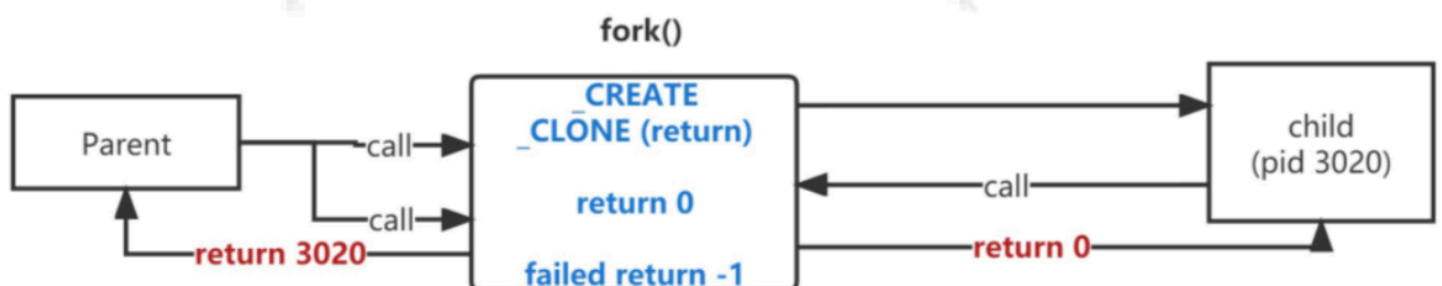 fork()
_CREATE
_CLONE (return)
return 0
failed return -1
Parent
call
call
return 3020
child
(pid 3020)
call
return 0